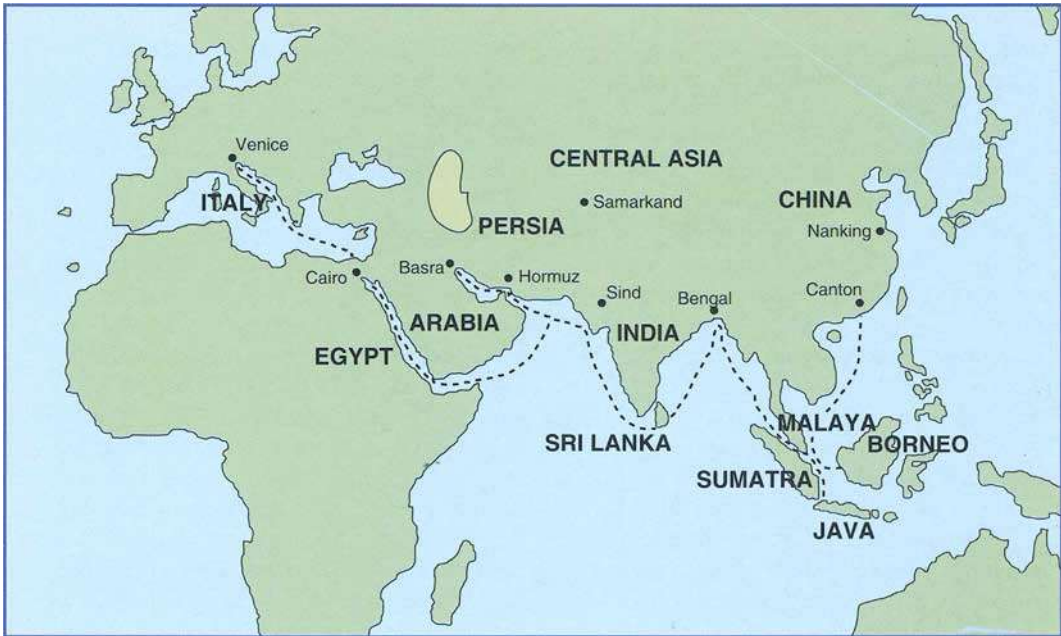 Venice
CENTRAL ASIA
ITALY
Samarkand
CHINA
PERSIA
Nanking
Basra
Cairo
Hormuz
Sind
Bengal
Canton
ARABIA
INDIA
EGYPT
MALAYA
SRI LANKA
BORNEO
SUMATRA
JAVA